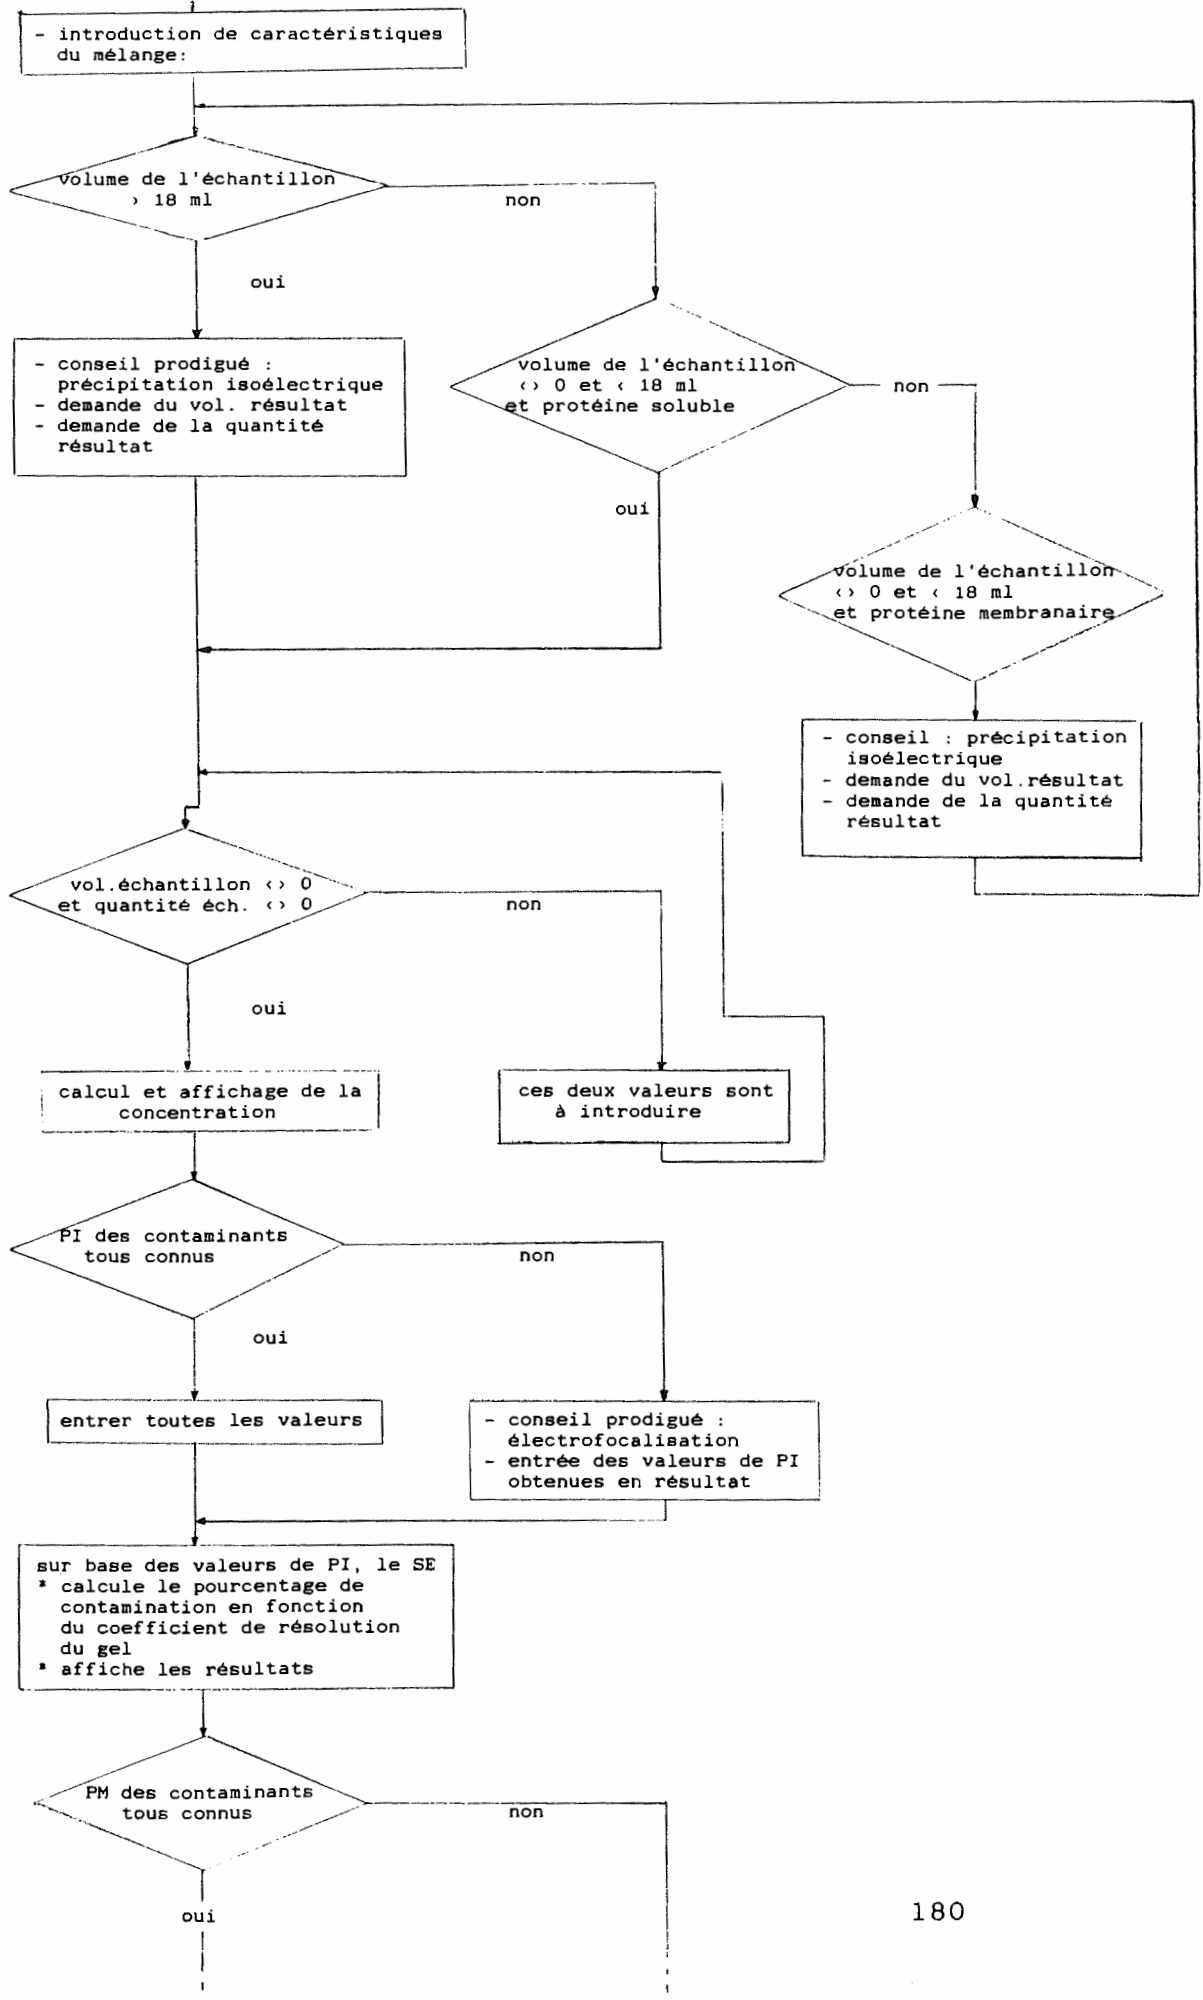 - introduction de caractéristiques
du mélange:
volume de l'échantillon
› 18 ml
non
oui
- conseil prodigué :
précipitation isoélectrique
- demande du vol. résultat
- demande de la quantité
résultat
volume de l'échantillon
‹› 0 et ‹ 18 ml
et protéine soluble
non
oui
volume de l'échantillon
‹› 0 et ‹ 18 ml
et protéine membranaire
- conseil : précipitation
isoélectrique
- demande du vol.résultat
- demande de la quantité
résultat
vol.échantillon ‹› 0
et quantité éch. ‹› 0
non
oui
calcul et affichage de la
concentration
ces deux valeurs sont
à introduire
PI des contaminants
tous connus
non
oui
entrer toutes les valeurs
- conseil prodigué :
électrofocalisation
- entrée des valeurs de PI
obtenues en résultat
sur base des valeurs de PI, le SE
* calcule le pourcentage de
contamination en fonction
du coefficient de résolution
du gel
* affiche les résultats
PM des contaminants
tous connus
non
oui
180